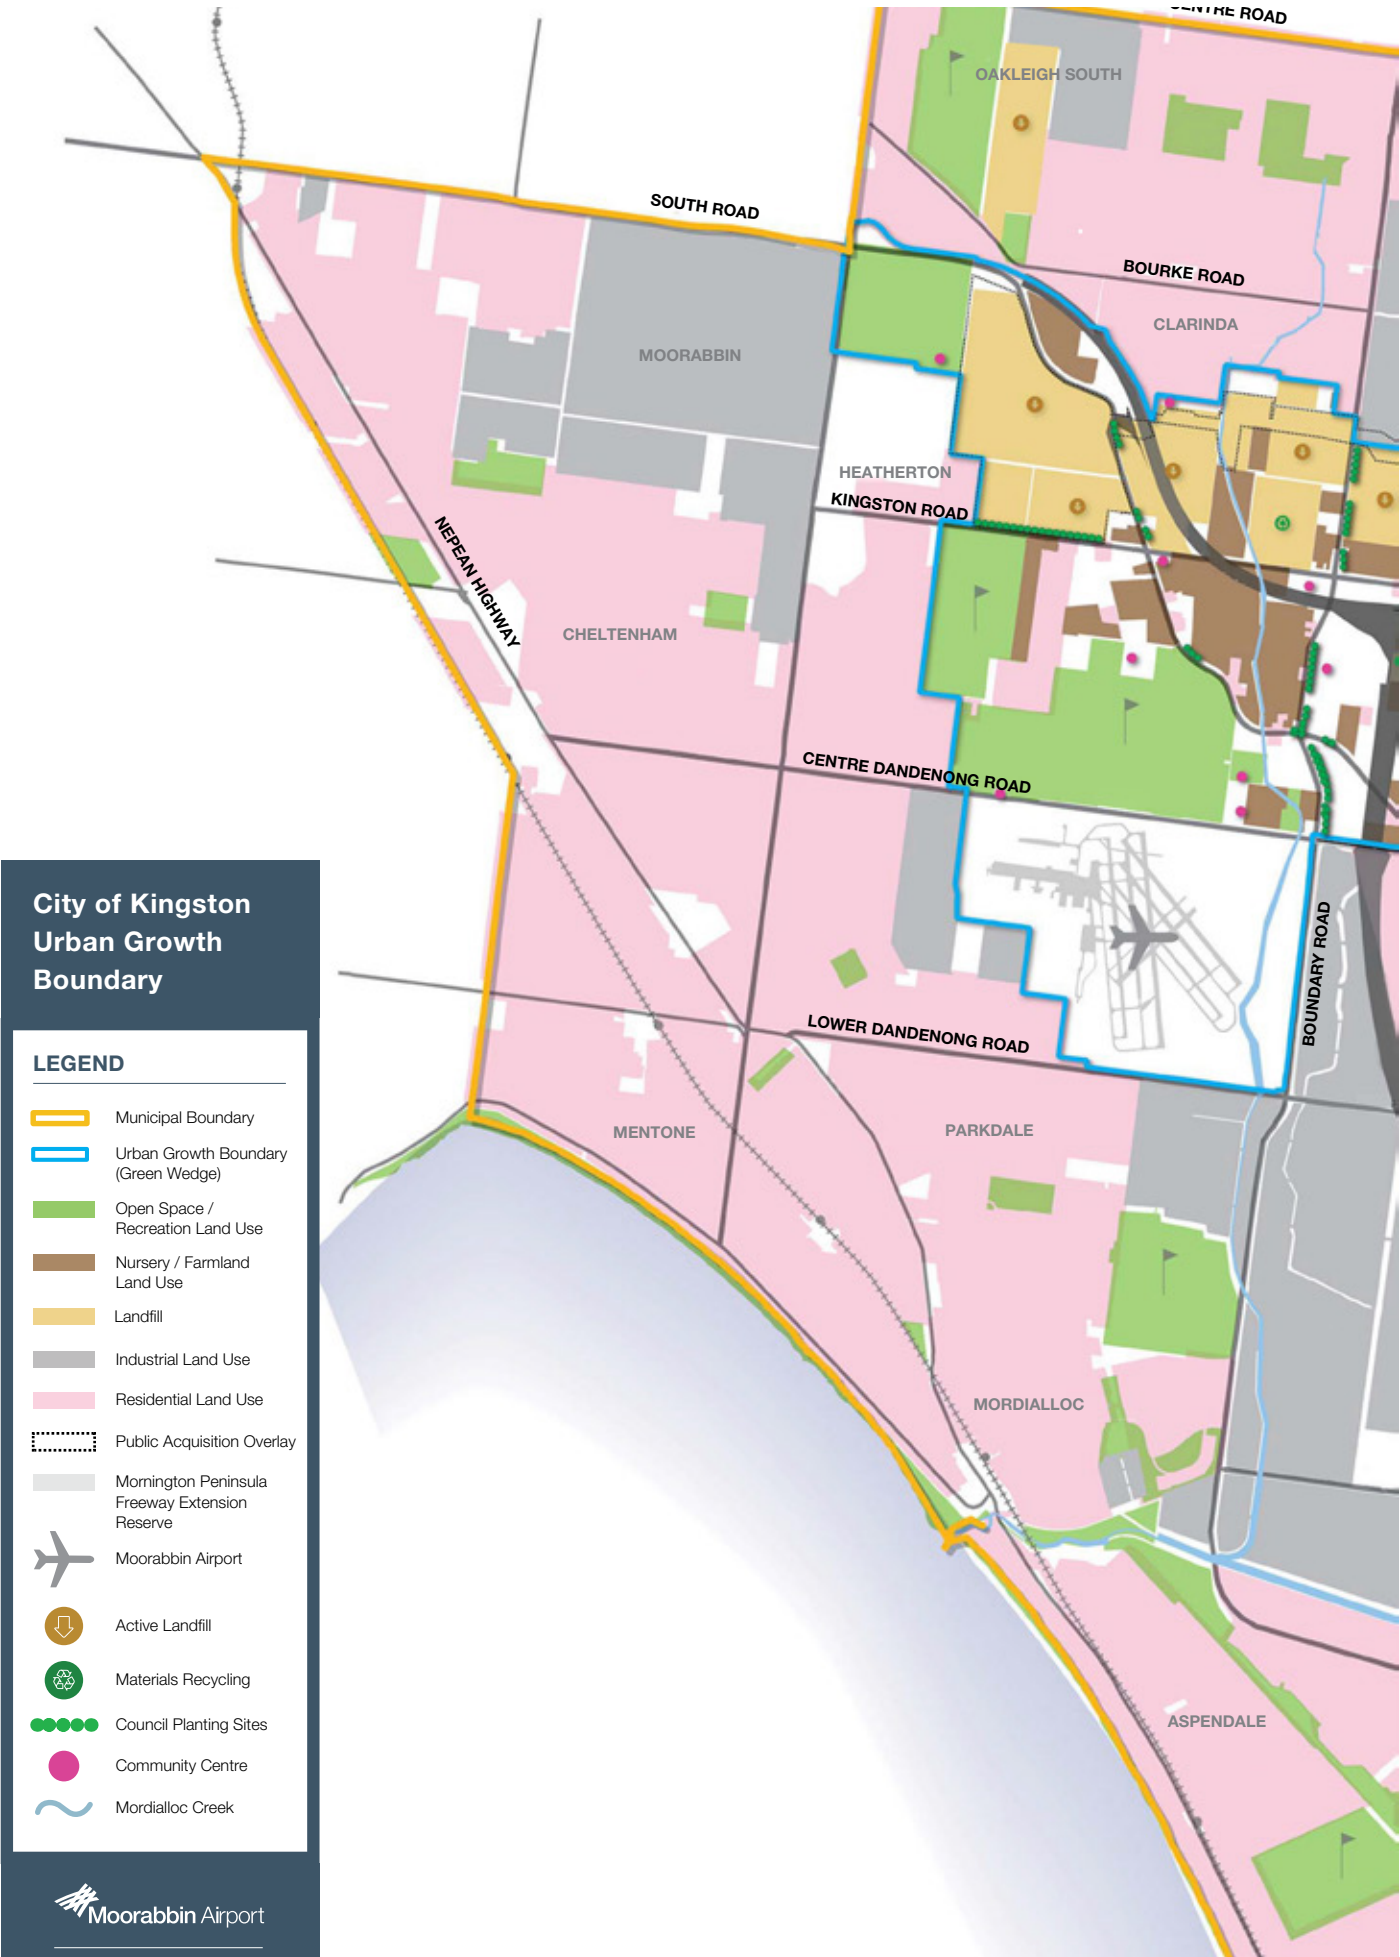 CENTRE ROAD
OAKLEIGH SOUTH
SOUTH ROAD
BOURKE ROAD
CLARINDA
MOORABBIN
HEATHERTON
KINGSTON ROAD
NEPEAN HIGHWAY
CHELTENHAM
CENTRE DANDENONG ROAD
BOUNDARY ROAD
LOWER DANDENONG ROAD
MENTONE
PARKDALE
MORDIALLOC
ASPENDALE
City of Kingston
Urban Growth
Boundary
LEGEND
Municipal Boundary
Urban Growth Boundary
(Green Wedge)
Open Space /
Recreation Land Use
Nursery / Farmland
Land Use
Landfill
Industrial Land Use
Residential Land Use
Public Acquisition Overlay
Mornington Peninsula
Freeway Extension
Reserve
Moorabbin Airport
Active Landfill
Materials Recycling
Council Planting Sites
Community Centre
Mordialloc Creek
Moorabbin Airport